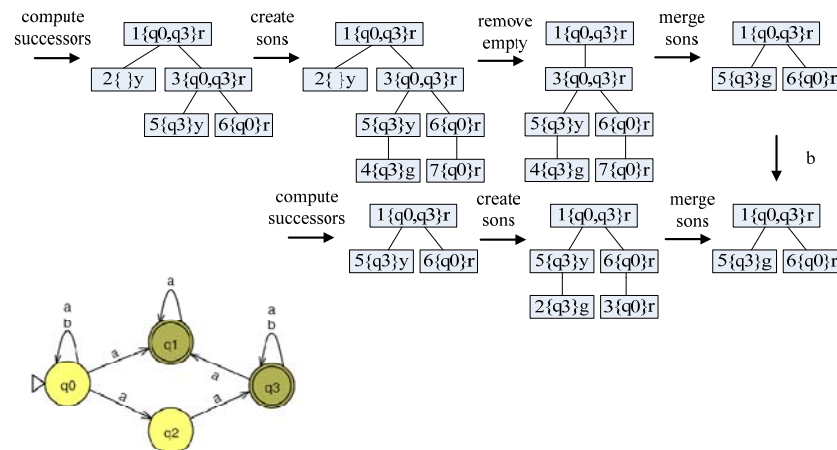 compute
successors
create
sons
remove
empty
merge
sons
1{q0,q3}r
1{q0,q3}r
1{q0,q3}r
1{q0,q3}r
2{ }y
3{q0,q3}r
2{ }y
3{q0,q3}r
3{q0,q3}r
5{q3}g
6{q0}r
5{q3}y
6{q0}r
5{q3}y
6{q0}r
5{q3}y
6{q0}r
4{q3}g
7{q0}r
4{q3}g
7{q0}r
b
compute
successors
create
sons
merge
sons
1{q0,q3}r
1{q0,q3}r
1{q0,q3}r
5{q3}y
6{q0}r
5{q3}y
6{q0}r
5{q3}g
6{q0}r
2{q3}g
3{q0}r
a
a
b
q1
a
b
a
a
q0
q3
a
a
q2